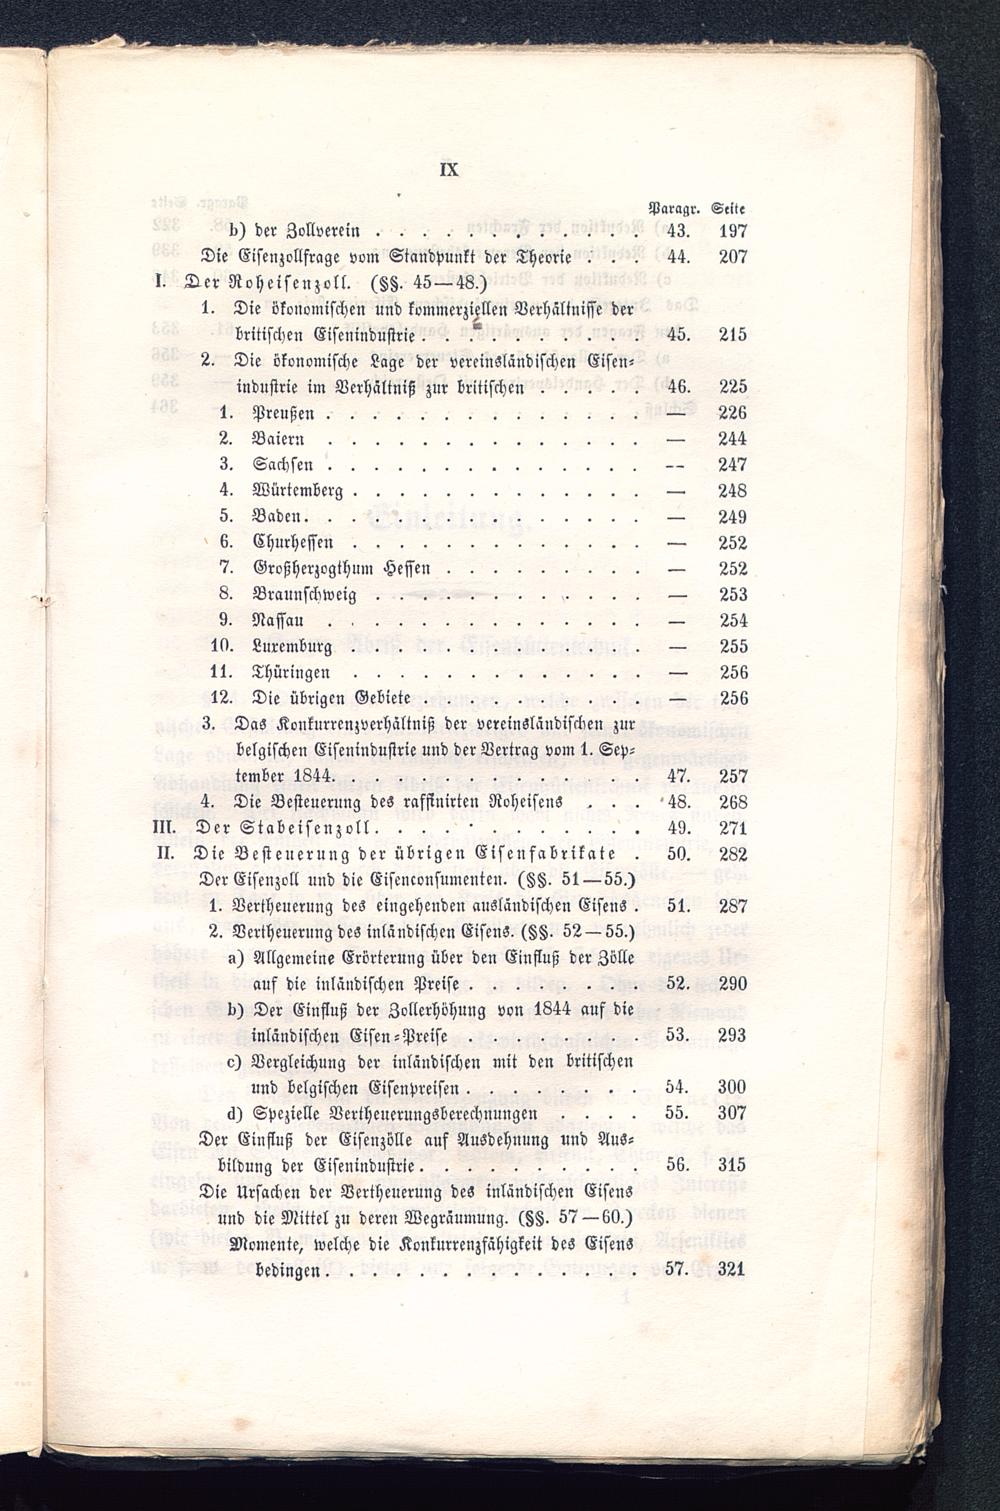 IX
Paragr. Seite
b) der Zollverein . . . . . . . . . . . 43. 197
Die Eisenzollfrage vom Standpunkt der Theorie . . . 44. 207
I. Der Roheisenzoll. (§§. 45—48.)
1. Die ökonomischen und kommerziellen Verhältnisse der
britischen Eisenindustrie . . . . . . . . . 45. 215
2. Die ökonomische Lage der vereinsländischen Eisen-
industrie im Verhältniß zur britischen . . . . . 46. 225
1. Preußen . . . . . . . . . . . . . — 226
2. Baiern . . . . . . . . . . . . . — 244
3. Sachsen . . . . . . . . . . . . . -- 247
4. Würtemberg . . . . . . . . . . . . — 248
5. Baden. . . . . . . . . . . . . . — 249
6. Churhessen . . . . . . . . . . . . — 252
7. Großherzogthum Hessen . . . . . . . . — 252
8. Braunschweig . . . . . . . . . . . — 253
9. Nassau . . . . . . . . . . . . . — 254
10. Luxemburg . . . . . . . . . . . . — 255
11. Thüringen . . . . . . . . . . . . — 256
12. Die übrigen Gebiete . . . . . . . . . — 256
3. Das Konkurrenzverhältniß der vereinsländischen zur
belgischen Eisenindustrie und der Vertrag vom 1. Sep-
tember 1844. . . . . . . . . . . . . 47. 257
4. Die Besteuerung des raffinirten Roheisens . . . 48. 268
III. Der Stabeisenzoll. . . . . . . . . . . . 49. 271
II. Die Besteuerung der übrigen Eisenfabrikate . 50. 282
Der Eisenzoll und die Eisenconsumenten. (§§. 51—55.)
1. Vertheuerung des eingehenden ausländischen Eisens . 51. 287
2. Vertheuerung des inländischen Eisens. (§§. 52—55.)
a) Allgemeine Erörterung über den Einfluß der Zölle
auf die inländischen Preise . . . . . . . 52. 290
b) Der Einfluß der Zollerhöhung von 1844 auf die
inländischen Eisen-Preise . . . . . . . . 53. 293
c) Vergleichung der inländischen mit den britischen
und belgischen Eisenpreisen . . . . . . . 54. 300
d) Spezielle Vertheuerungsberechnungen . . . . 55. 307
Der Einfluß der Eisenzölle auf Ausdehnung und Aus-
bildung der Eisenindustrie . . . . . . . . . 56. 315
Die Ursachen der Vertheuerung des inländischen Eisens
und die Mittel zu deren Wegräumung. (§§. 57—60.)
Momente, welche die Konkurrenzfähigkeit des Eisens
bedingen . . . . . . . . . . . . . 57. 321